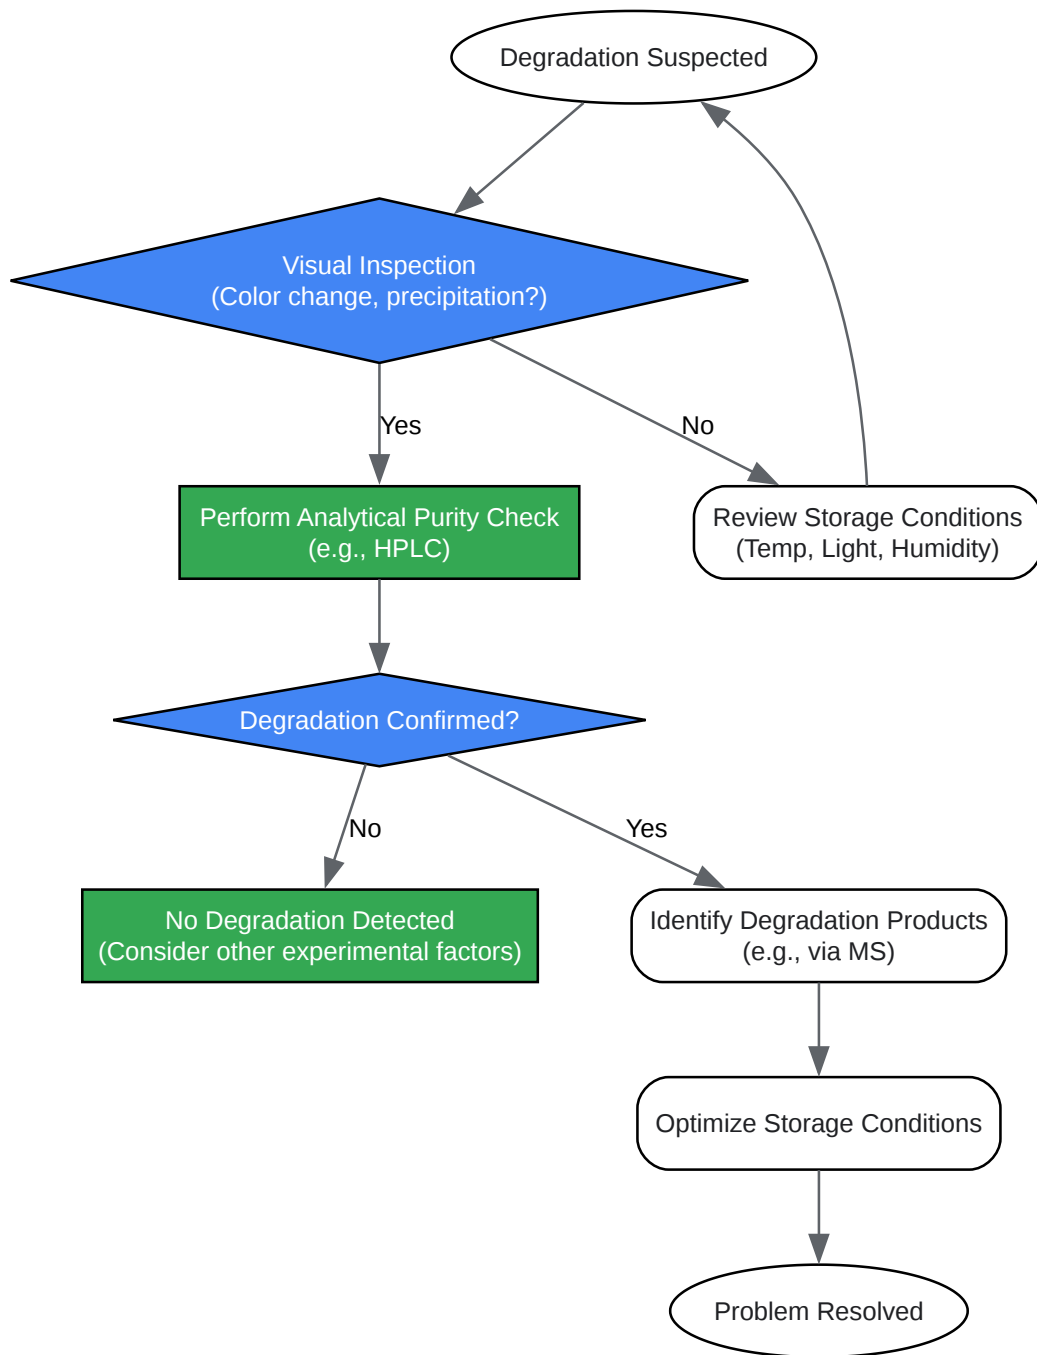 Degradation Suspected
Visual Inspection
(Color change, precipitation?)
Yes
No
Perform Analytical Purity Check
(e.g., HPLC)
Review Storage Conditions
(Temp, Light, Humidity)
Degradation Confirmed?
No
Yes
No Degradation Detected
(Consider other experimental factors)
Identify Degradation Products
(e.g., via MS)
Optimize Storage Conditions
Problem Resolved